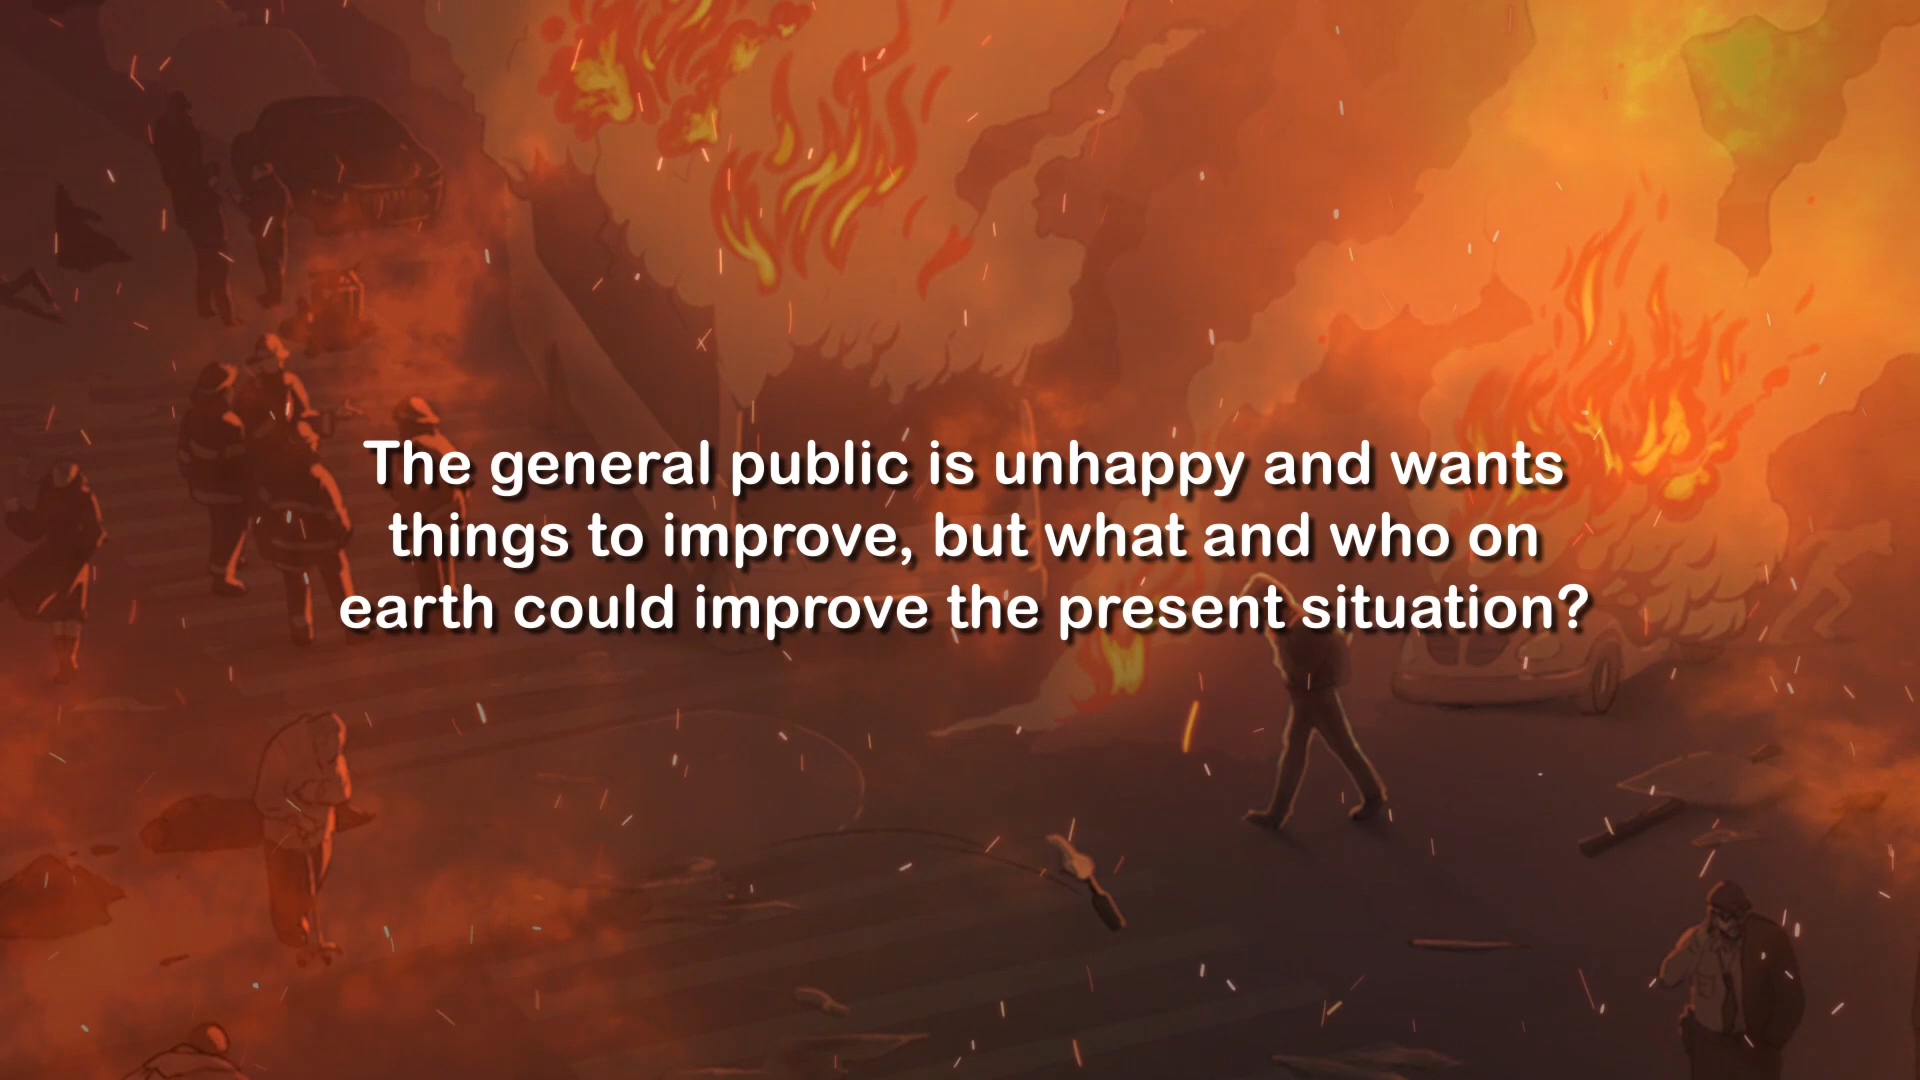 The general public is unhappy and wants
things to improve, but what and who on
earth could improve the present situation?